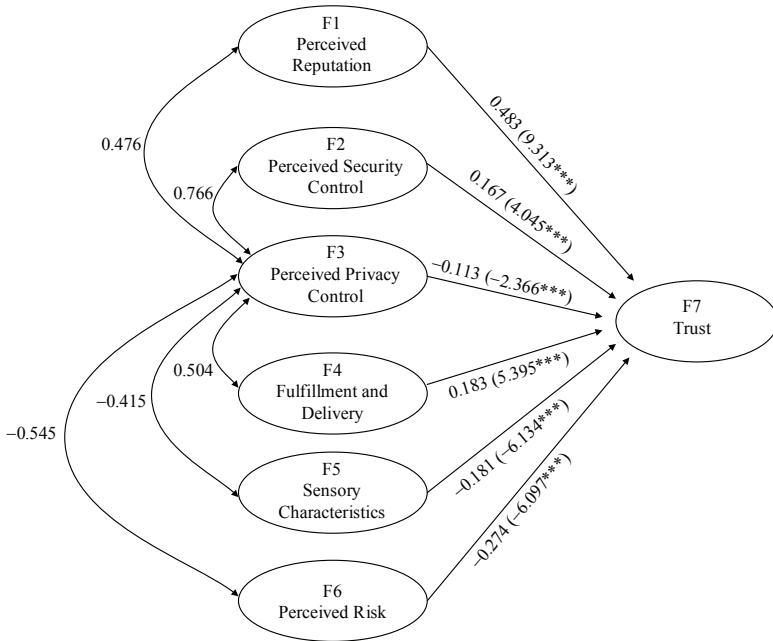 F1
Perceived
Reputation
0.483 (9.313***)
0.476
F2
Perceived Security
Control
0.167 (4.045***)
0.766
F3
Perceived Privacy
Control
−0.113 (−2.366***)
F7
Trust
0.504
F4
Fulfillment and
Delivery
0.183 (5.395***)
−0.415
−0.545
F5
Sensory
Characteristics
−0.181 (−6.134***)
F6
Perceived Risk
−0.274 (−6.097***)